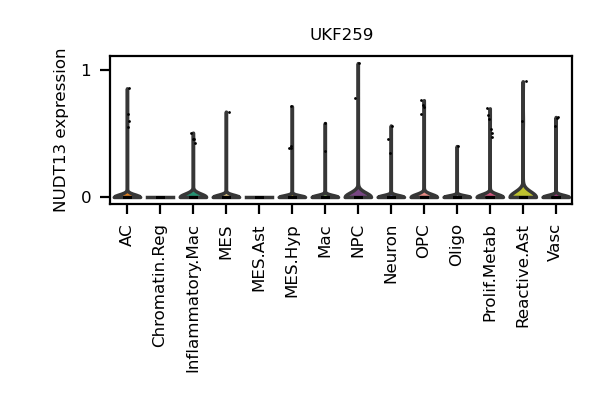 UKF259
NUDT13 expression
1
0
AC
Chromatin.Reg
Inflammatory.Mac
MES
MES.Ast
MES.Hyp
Mac
NPC
Neuron
OPC
Oligo
Prolif.Metab
Reactive.Ast
Vasc